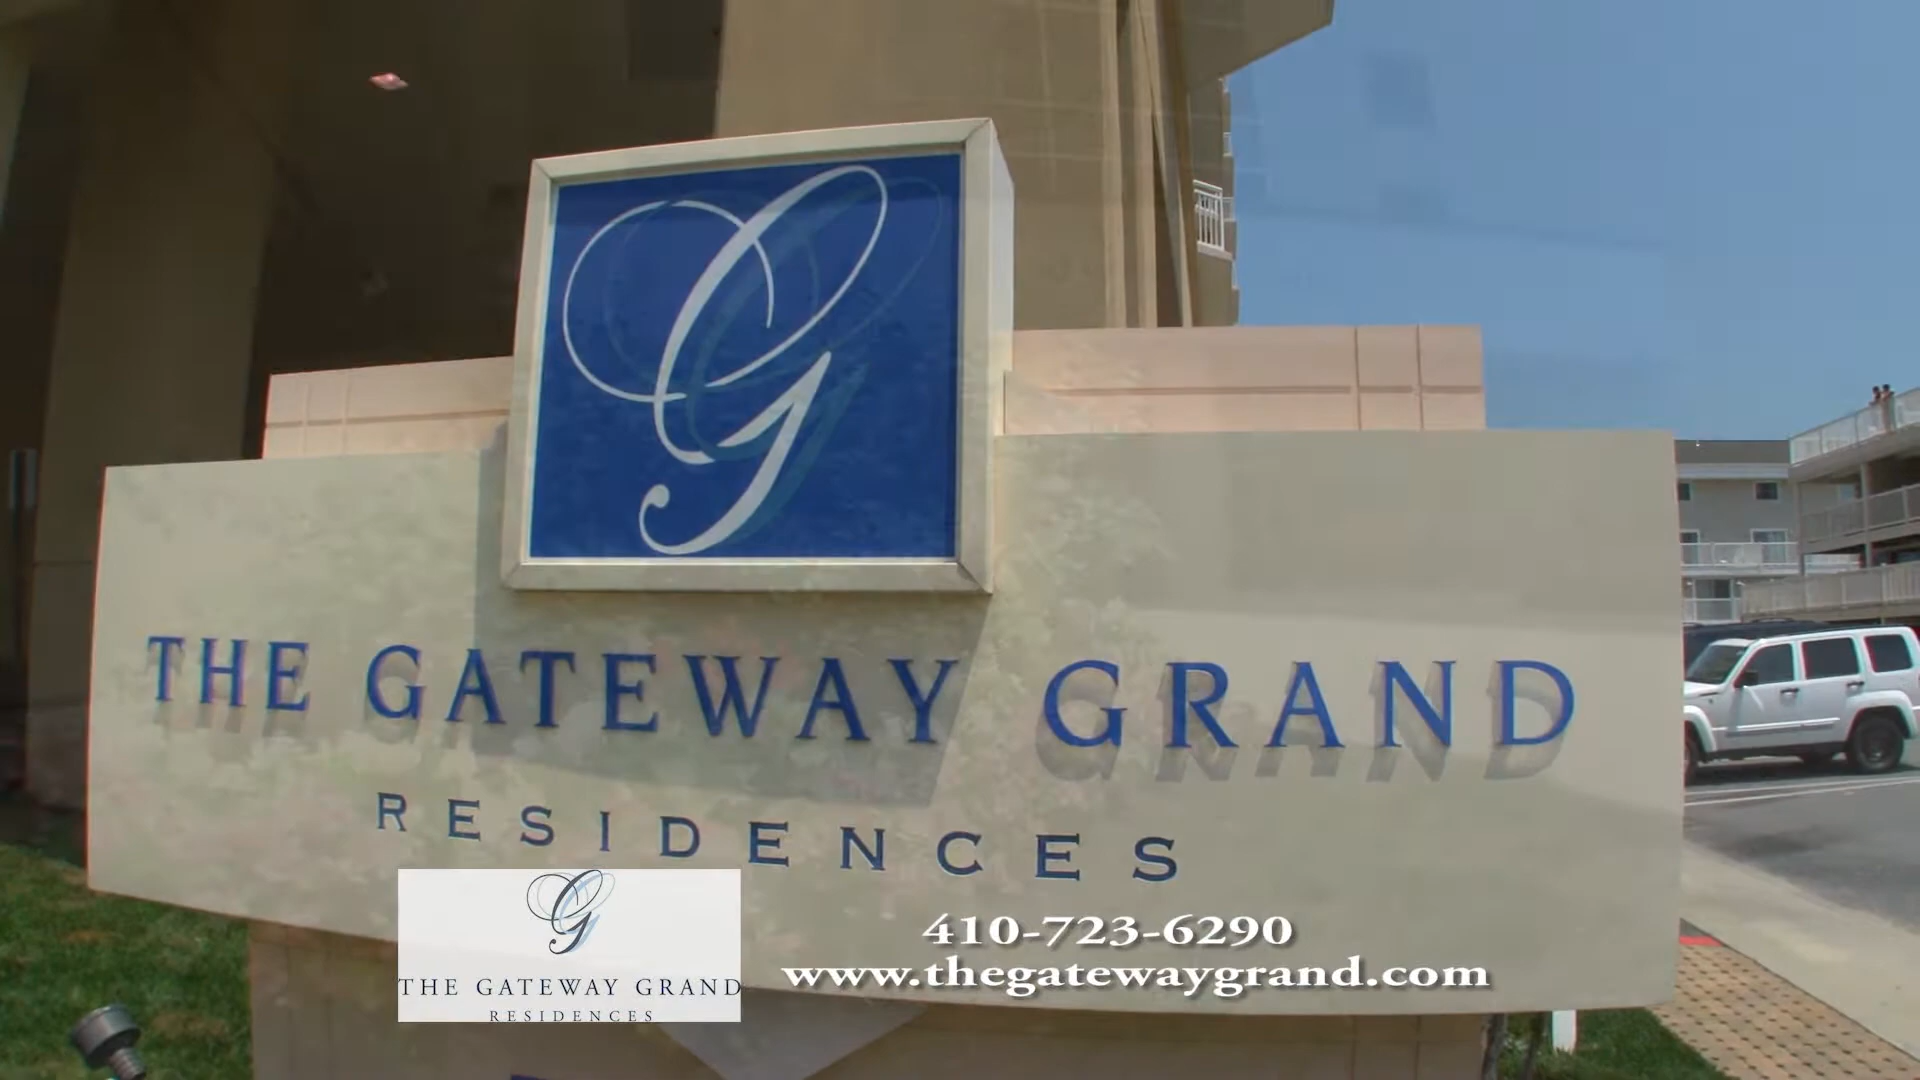 G
THE GATEWAY GRAND
RESIDENCES
G
THE GATEWAY GRAND
RESIDENCES
410-723-6290
www.thegatewaygrand.com